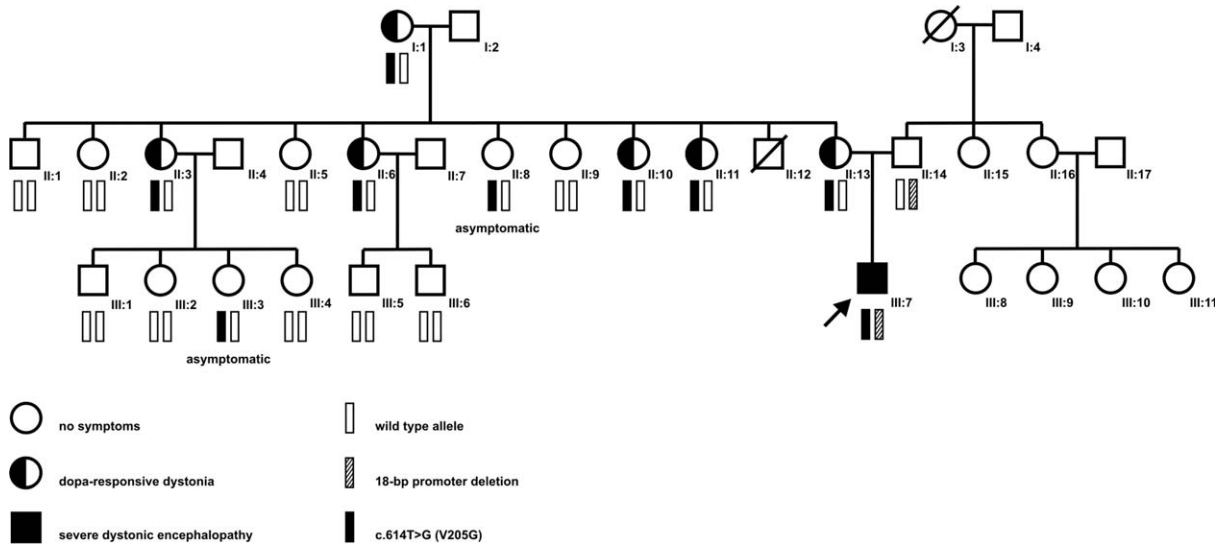 I:1 I:2 I:3 I:4
II:1 II:2 II:3 II:4 II:5 II:6 II:7 II:8 II:9 II:10 II:11 II:12 II:13 II:14 II:15 II:16 II:17
asymptomatic
III:1 III:2 III:3 III:4 III:5 III:6 III:7 III:8 III:9 III:10 III:11
asymptomatic
no symptoms wild type allele
dopa-responsive dystonia 18-bp promoter deletion
severe dystonic encephalopathy c.614T>G (V205G)